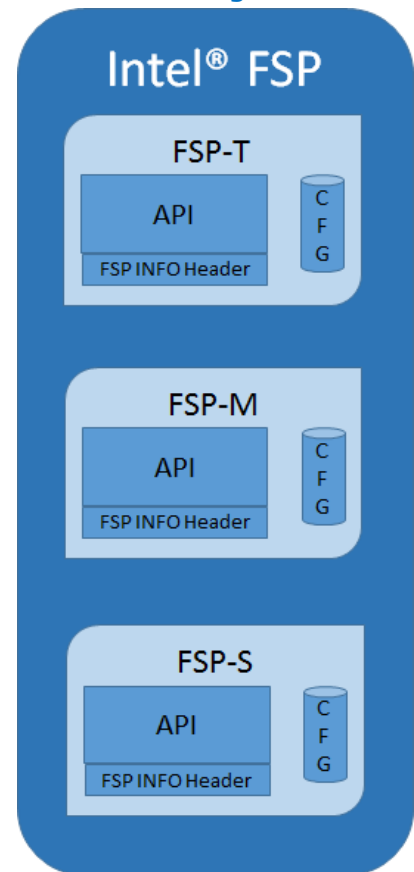 Intel® FSP
FSP-T
API
FSP INFO Header
C
F
G
FSP-M
API
FSP INFO Header
C
F
G
FSP-S
API
FSP INFO Header
C
F
G